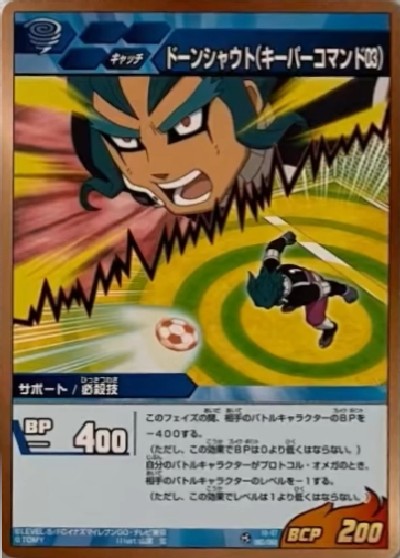 キャッチ
ドーンシャウト(キーパーコマンド03)
サポート / 必殺技
ひっさつわざ
BP
400
このフェイズの間、相手のバトルキャラクターのBPを
-400する。
(ただし、この効果でBPは0より低くはならない。)
自分のバトルキャラクターがプロトコル・オメガのとき、
相手のバトルキャラクターのレベルを-1する。
(ただし、この効果でレベルは1より低くはならない。)
©LEVEL-5/FCイナズマイレブンGO・テレビ東京
©TOMY
BCP 200